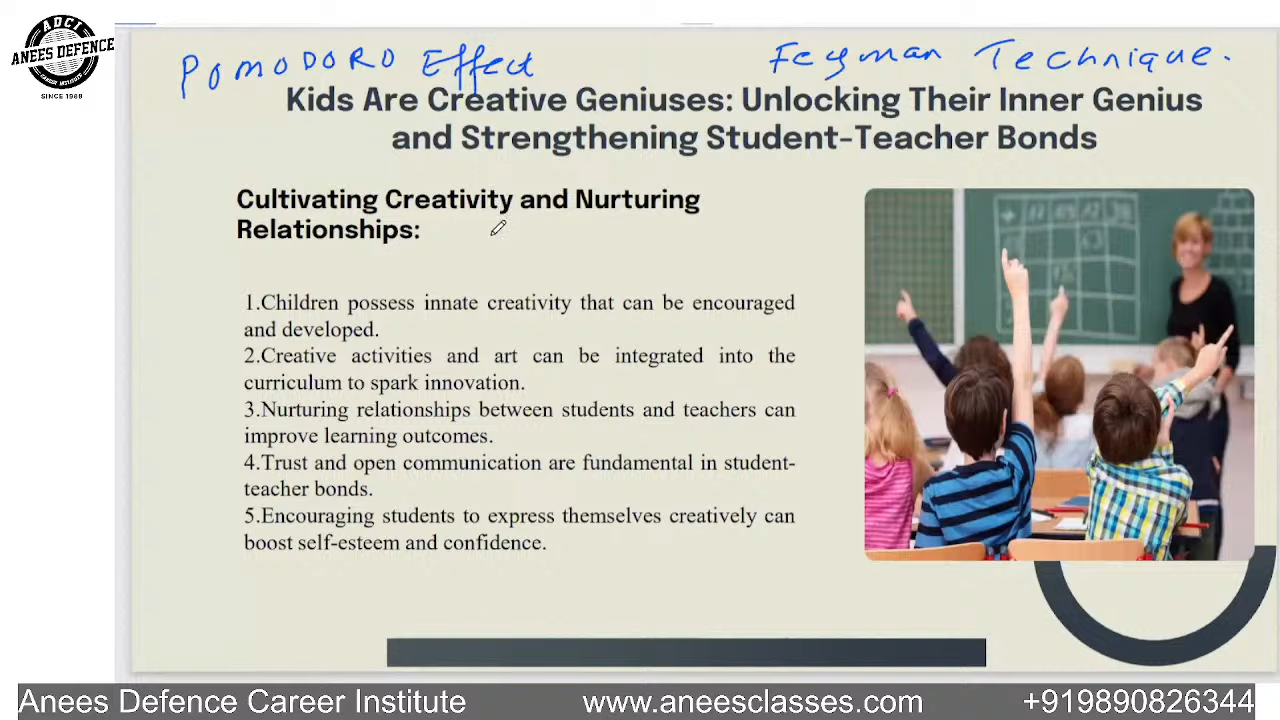 ADCI
ANEES DEFENCE
CAREER INSTITUTE
SINCE 1968
POMODORO Effect
Feyman Technique.
Kids Are Creative Geniuses: Unlocking Their Inner Genius
and Strengthening Student-Teacher Bonds
Cultivating Creativity and Nurturing
Relationships:
1.Children possess innate creativity that can be encouraged
and developed.
2.Creative activities and art can be integrated into the
curriculum to spark innovation.
3.Nurturing relationships between students and teachers can
improve learning outcomes.
4.Trust and open communication are fundamental in student-
teacher bonds.
5.Encouraging students to express themselves creatively can
boost self-esteem and confidence.
Anees Defence Career Institute www.aneesclasses.com +919890826344